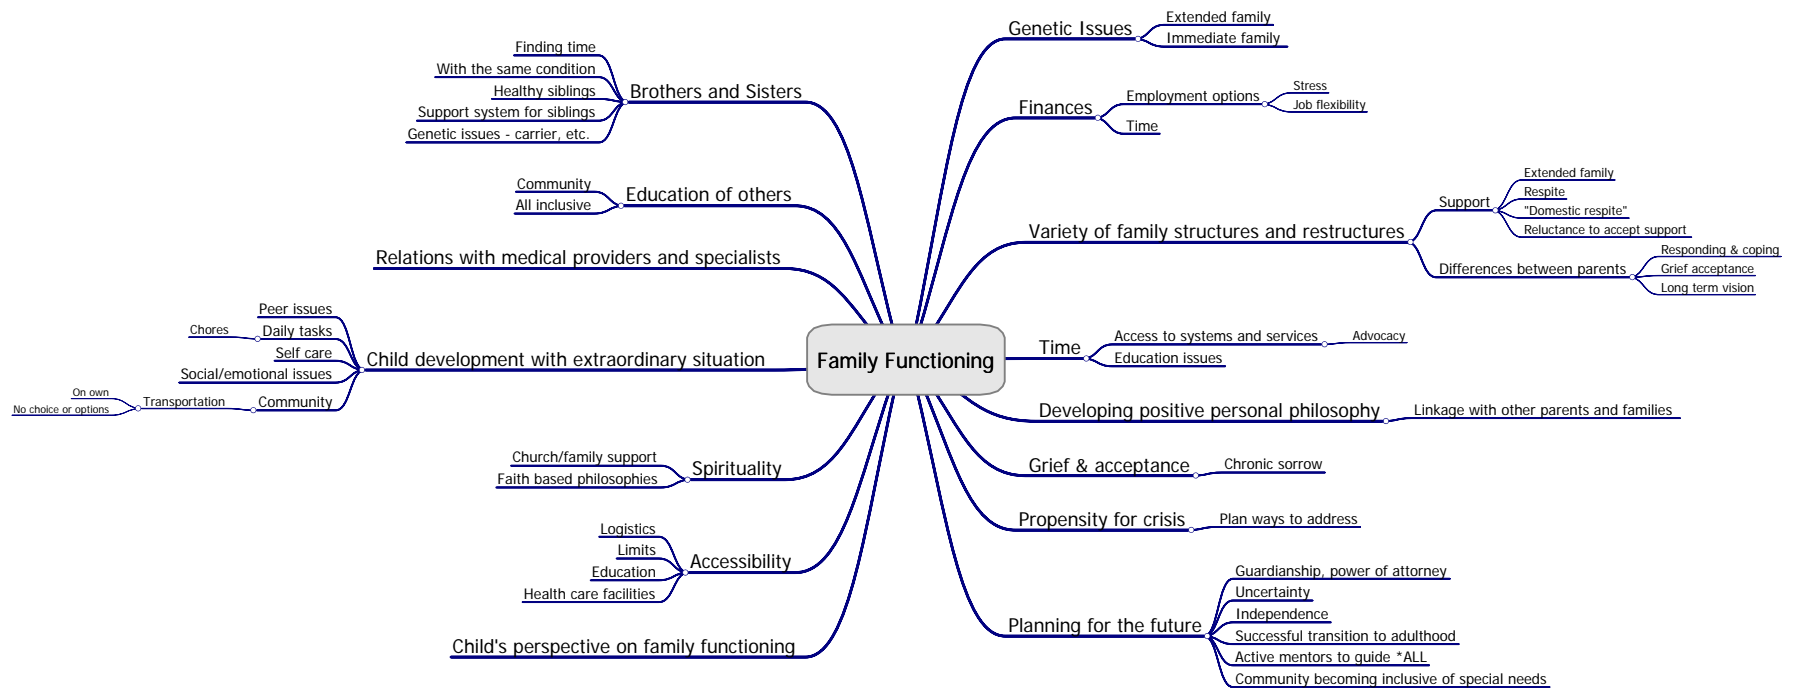 Family Functioning
Genetic Issues
Extended family
Immediate family
Finances
Employment options
Stress
Job flexibility
Time
Variety of family structures and restructures
Support
Extended family
Respite
"Domestic respite"
Reluctance to accept support
Differences between parents
Responding & coping
Grief acceptance
Long term vision
Time
Access to systems and services
Advocacy
Education issues
Developing positive personal philosophy
Linkage with other parents and families
Grief & acceptance
Chronic sorrow
Propensity for crisis
Plan ways to address
Planning for the future
Guardianship, power of attorney
Uncertainty
Independence
Successful transition to adulthood
Active mentors to guide *ALL
Community becoming inclusive of special needs
Brothers and Sisters
Finding time
With the same condition
Healthy siblings
Support system for siblings
Genetic issues - carrier, etc.
Education of others
Community
All inclusive
Relations with medical providers and specialists
Child development with extraordinary situation
Peer issues
Daily tasks
Chores
Self care
Social/emotional issues
Community
Transportation
On own
No choice or options
Spirituality
Church/family support
Faith based philosophies
Accessibility
Logistics
Limits
Education
Health care facilities
Child's perspective on family functioning